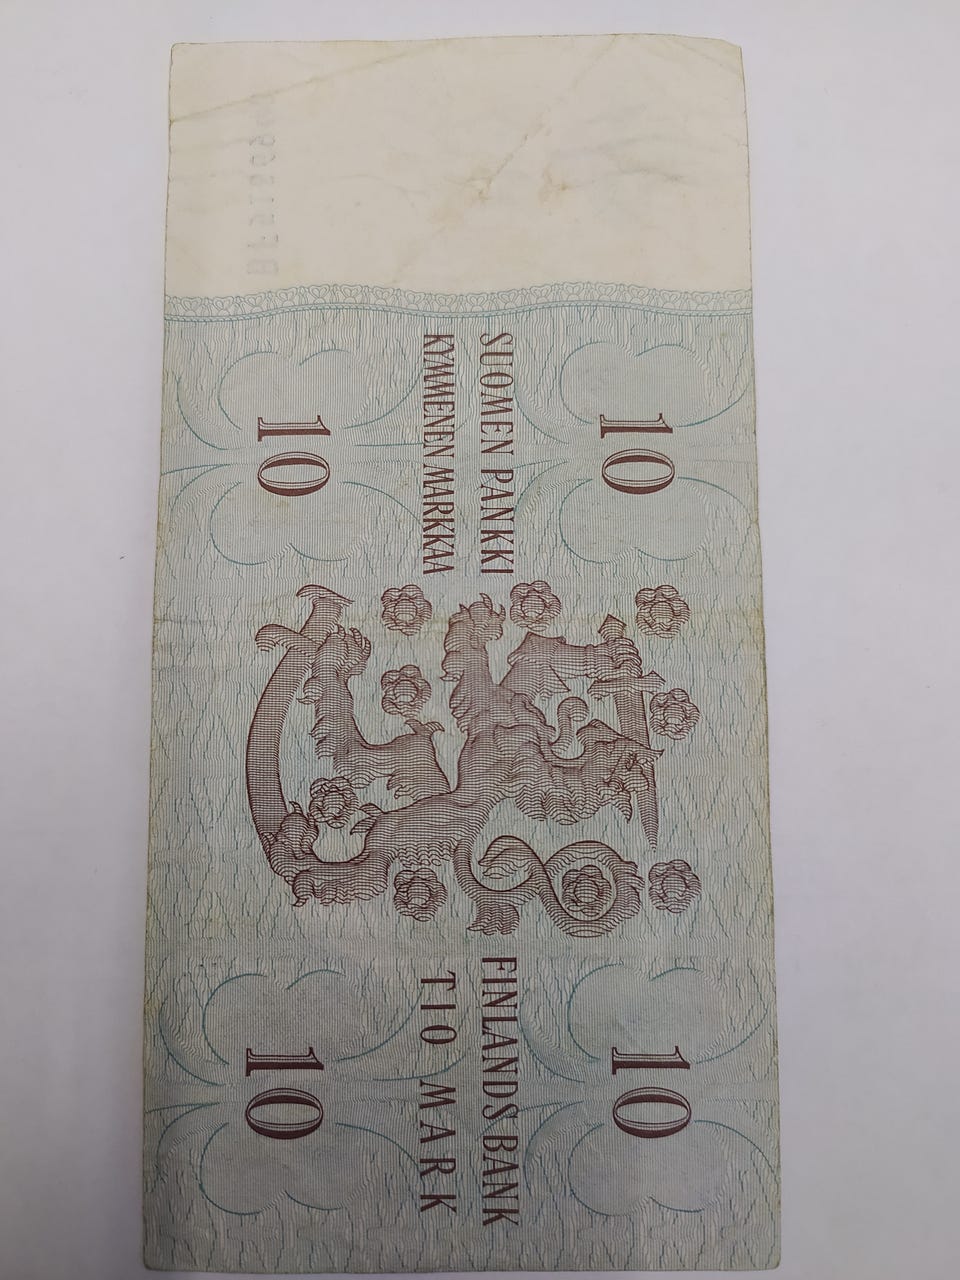 SUOMEN PANKKI
KYMMENEN MARKKAA
10
10
FINLANDS BANK
TIO MARK
10
10